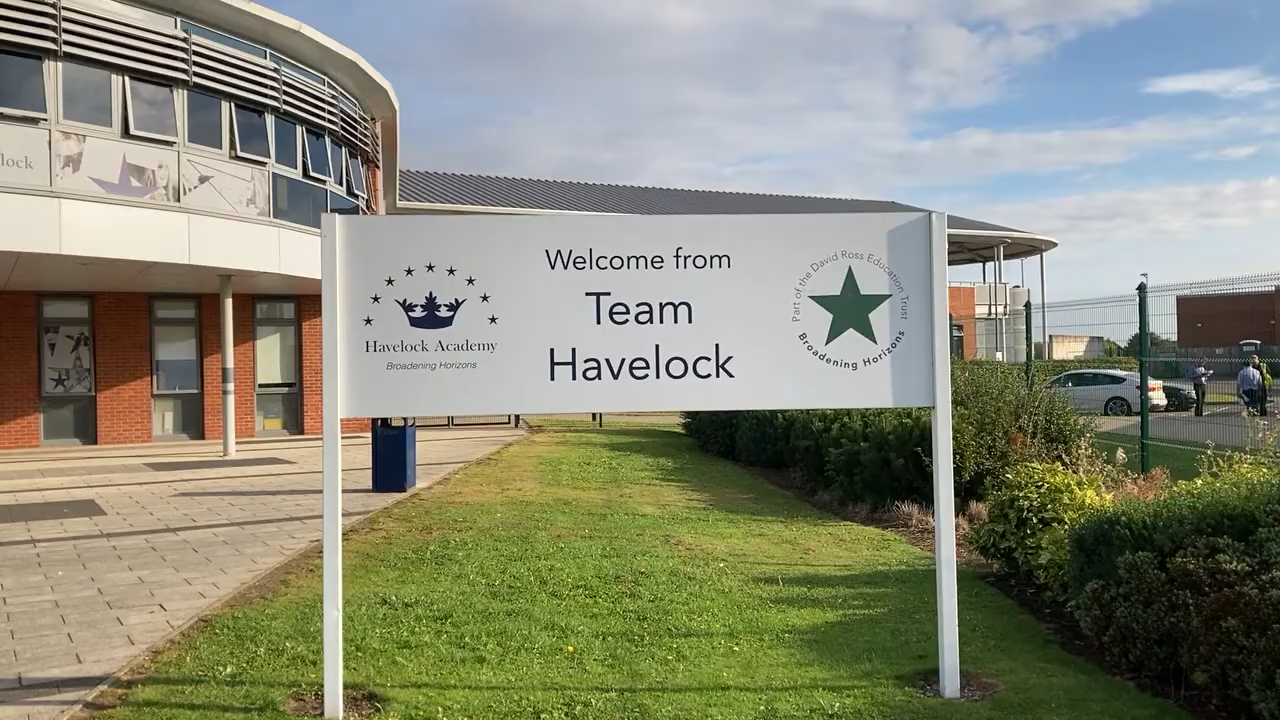 lock
Welcome from
Team
Havelock
Havelock Academy
Broadening Horizons
Part of the David Ross Education Trust
Broadening Horizons